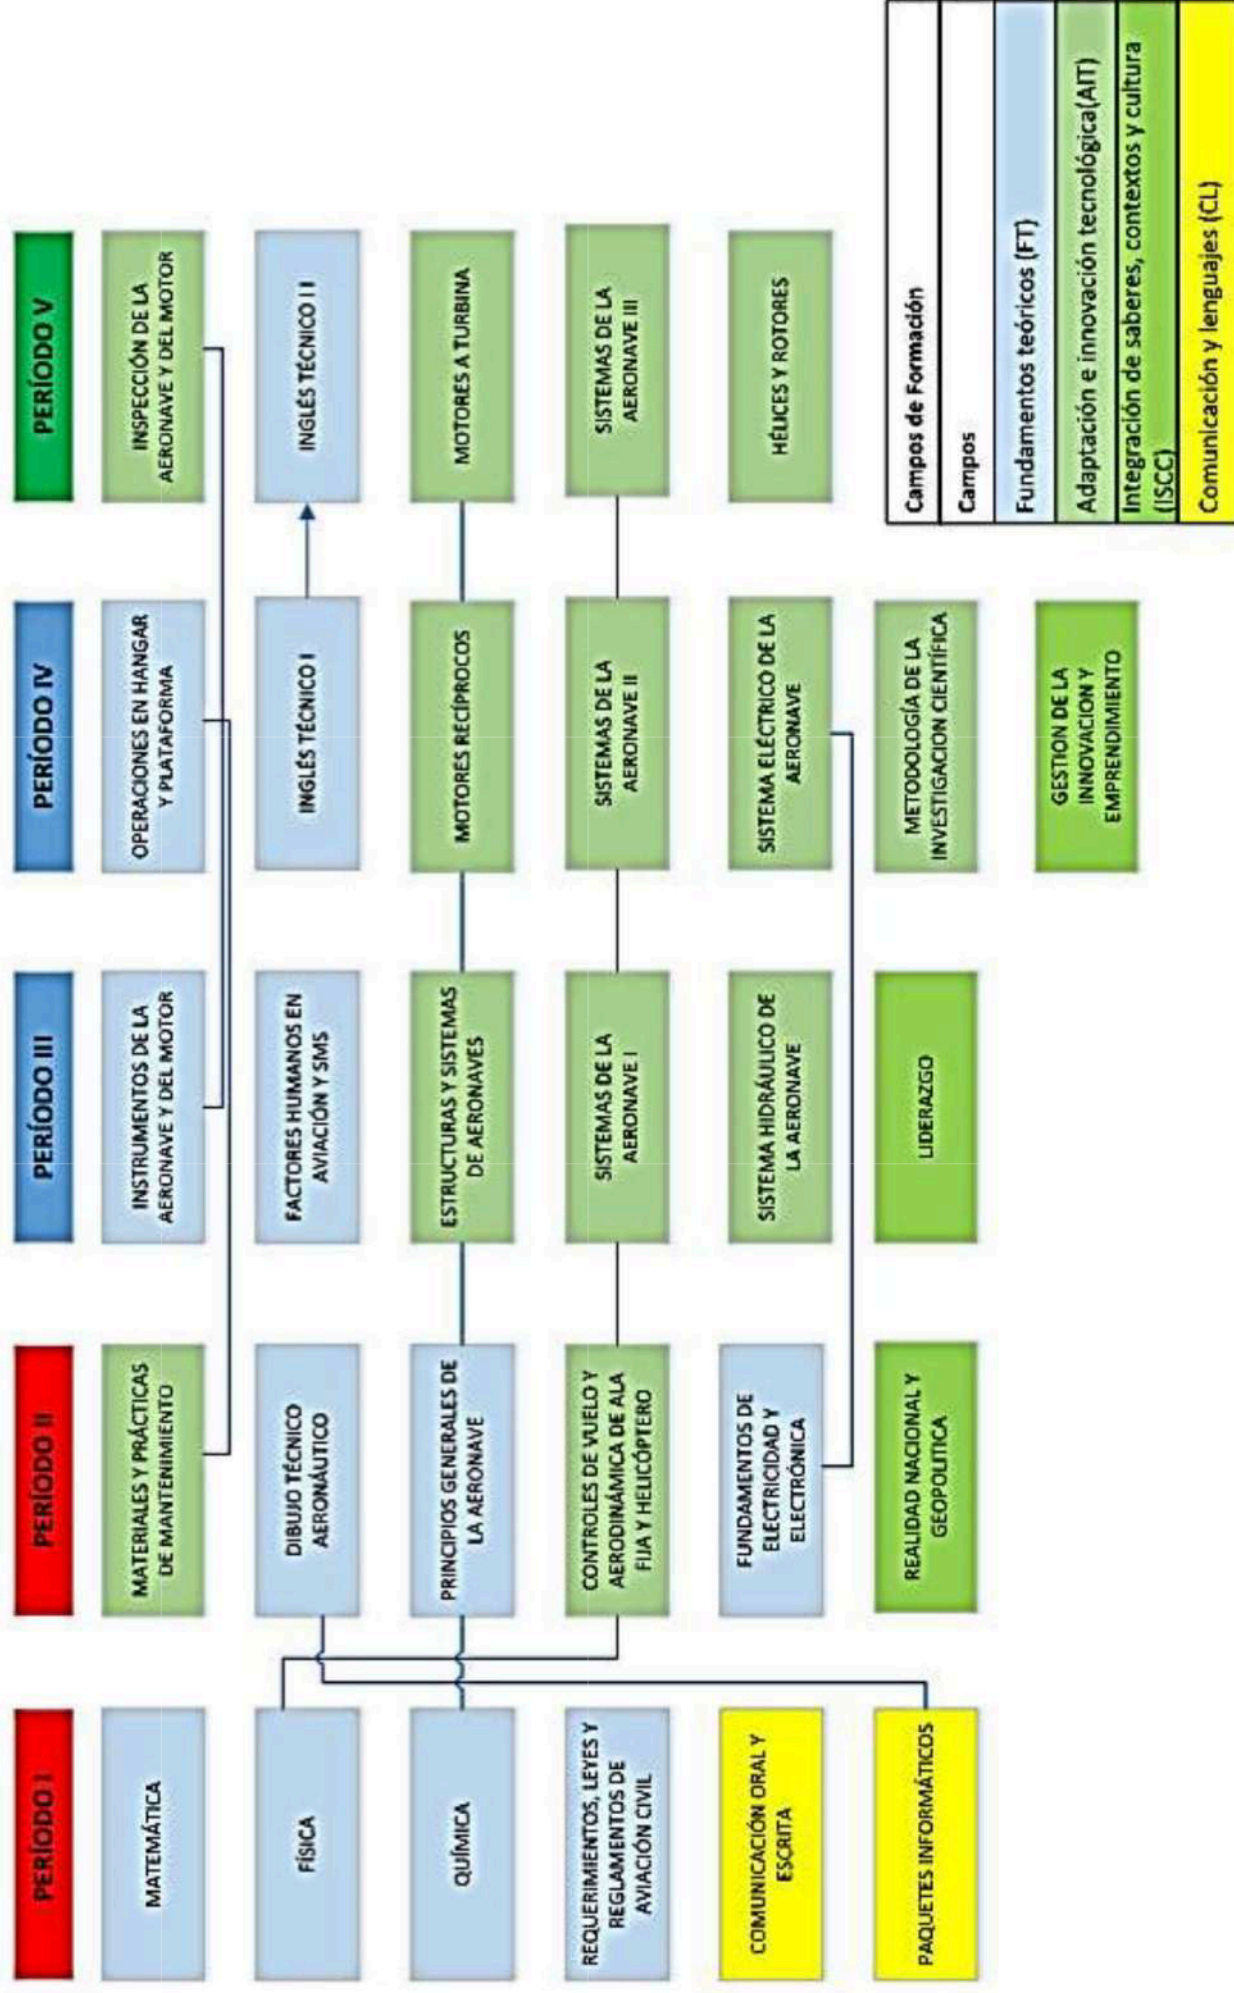 PERÍODO I
MATEMÁTICA
FÍSICA
QUÍMICA
REQUERIMIENTOS, LEYES Y
REGLAMENTOS DE
AVIACIÓN CIVIL
COMUNICACIÓN ORAL Y
ESCRITA
PAQUETES INFORMÁTICOS
PERÍODO II
MATERIALES Y PRÁCTICAS
DE MANTENIMIENTO
DIBUJO TÉCNICO
AERONÁUTICO
PRINCIPIOS GENERALES DE
LA AERONAVE
CONTROLES DE VUELO Y
AERODINÁMICA DE ALA
FIJA Y HELICÓPTERO
FUNDAMENTOS DE
ELECTRICIDAD Y
ELECTRÓNICA
REALIDAD NACIONAL Y
GEOPOLITICA
PERÍODO III
INSTRUMENTOS DE LA
AERONAVE Y DEL MOTOR
FACTORES HUMANOS EN
AVIACIÓN Y SMS
ESTRUCTURAS Y SISTEMAS
DE AERONAVES
SISTEMAS DE LA
AERONAVE I
SISTEMA HIDRÁULICO DE
LA AERONAVE
LIDERAZGO
PERÍODO IV
OPERACIONES EN HANGAR
Y PLATAFORMA
INGLÉS TÉCNICO I
MOTORES RECÍPROCOS
SISTEMAS DE LA
AERONAVE II
SISTEMA ELÉCTRICO DE LA
AERONAVE
METODOLOGÍA DE LA
INVESTIGACION CIENTÍFICA
GESTION DE LA
INNOVACION Y
EMPRENDIMIENTO
PERÍODO V
INSPECCIÓN DE LA
AERONAVE Y DEL MOTOR
INGLÉS TÉCNICO I I
MOTORES A TURBINA
SISTEMAS DE LA
AERONAVE III
HÉLICES Y ROTORES
Campos de Formación
Campos
Fundamentos teóricos (FT)
Adaptación e innovación tecnológica(AIT)
Integración de saberes, contextos y cultura
(ISCC)
Comunicación y lenguajes (CL)